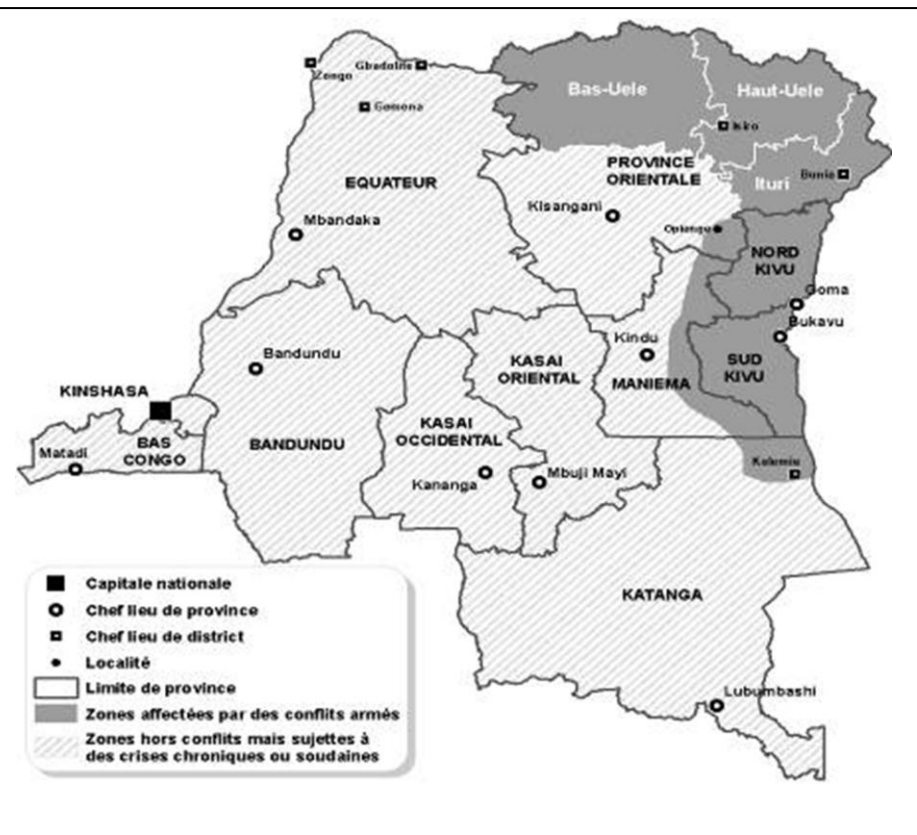 Zongo
Gbadolite
Gemena
Bas-Uele
Haut-Uele
Isiro
PROVINCE
ORIENTALE
Ituri
Bunia
EQUATEUR
Kisangani
Mbandaka
Opienge
NORD
KIVU
Goma
Bukavu
Kindu
Bandundu
KASAI
ORIENTAL
SUD
KIVU
MANIEMA
KINSHASA
KASAI
OCCIDENTAL
BAS
CONGO
BANDUNDU
Matadi
Kananga
Mbuji Mayi
Kalemie
KATANGA
Lubumbashi
Capitale nationale
Chef lieu de province
Chef lieu de district
Localité
Limite de province
Zones affectées par des conflits armés
Zones hors conflits mais sujettes à
des crises chroniques ou soudaines